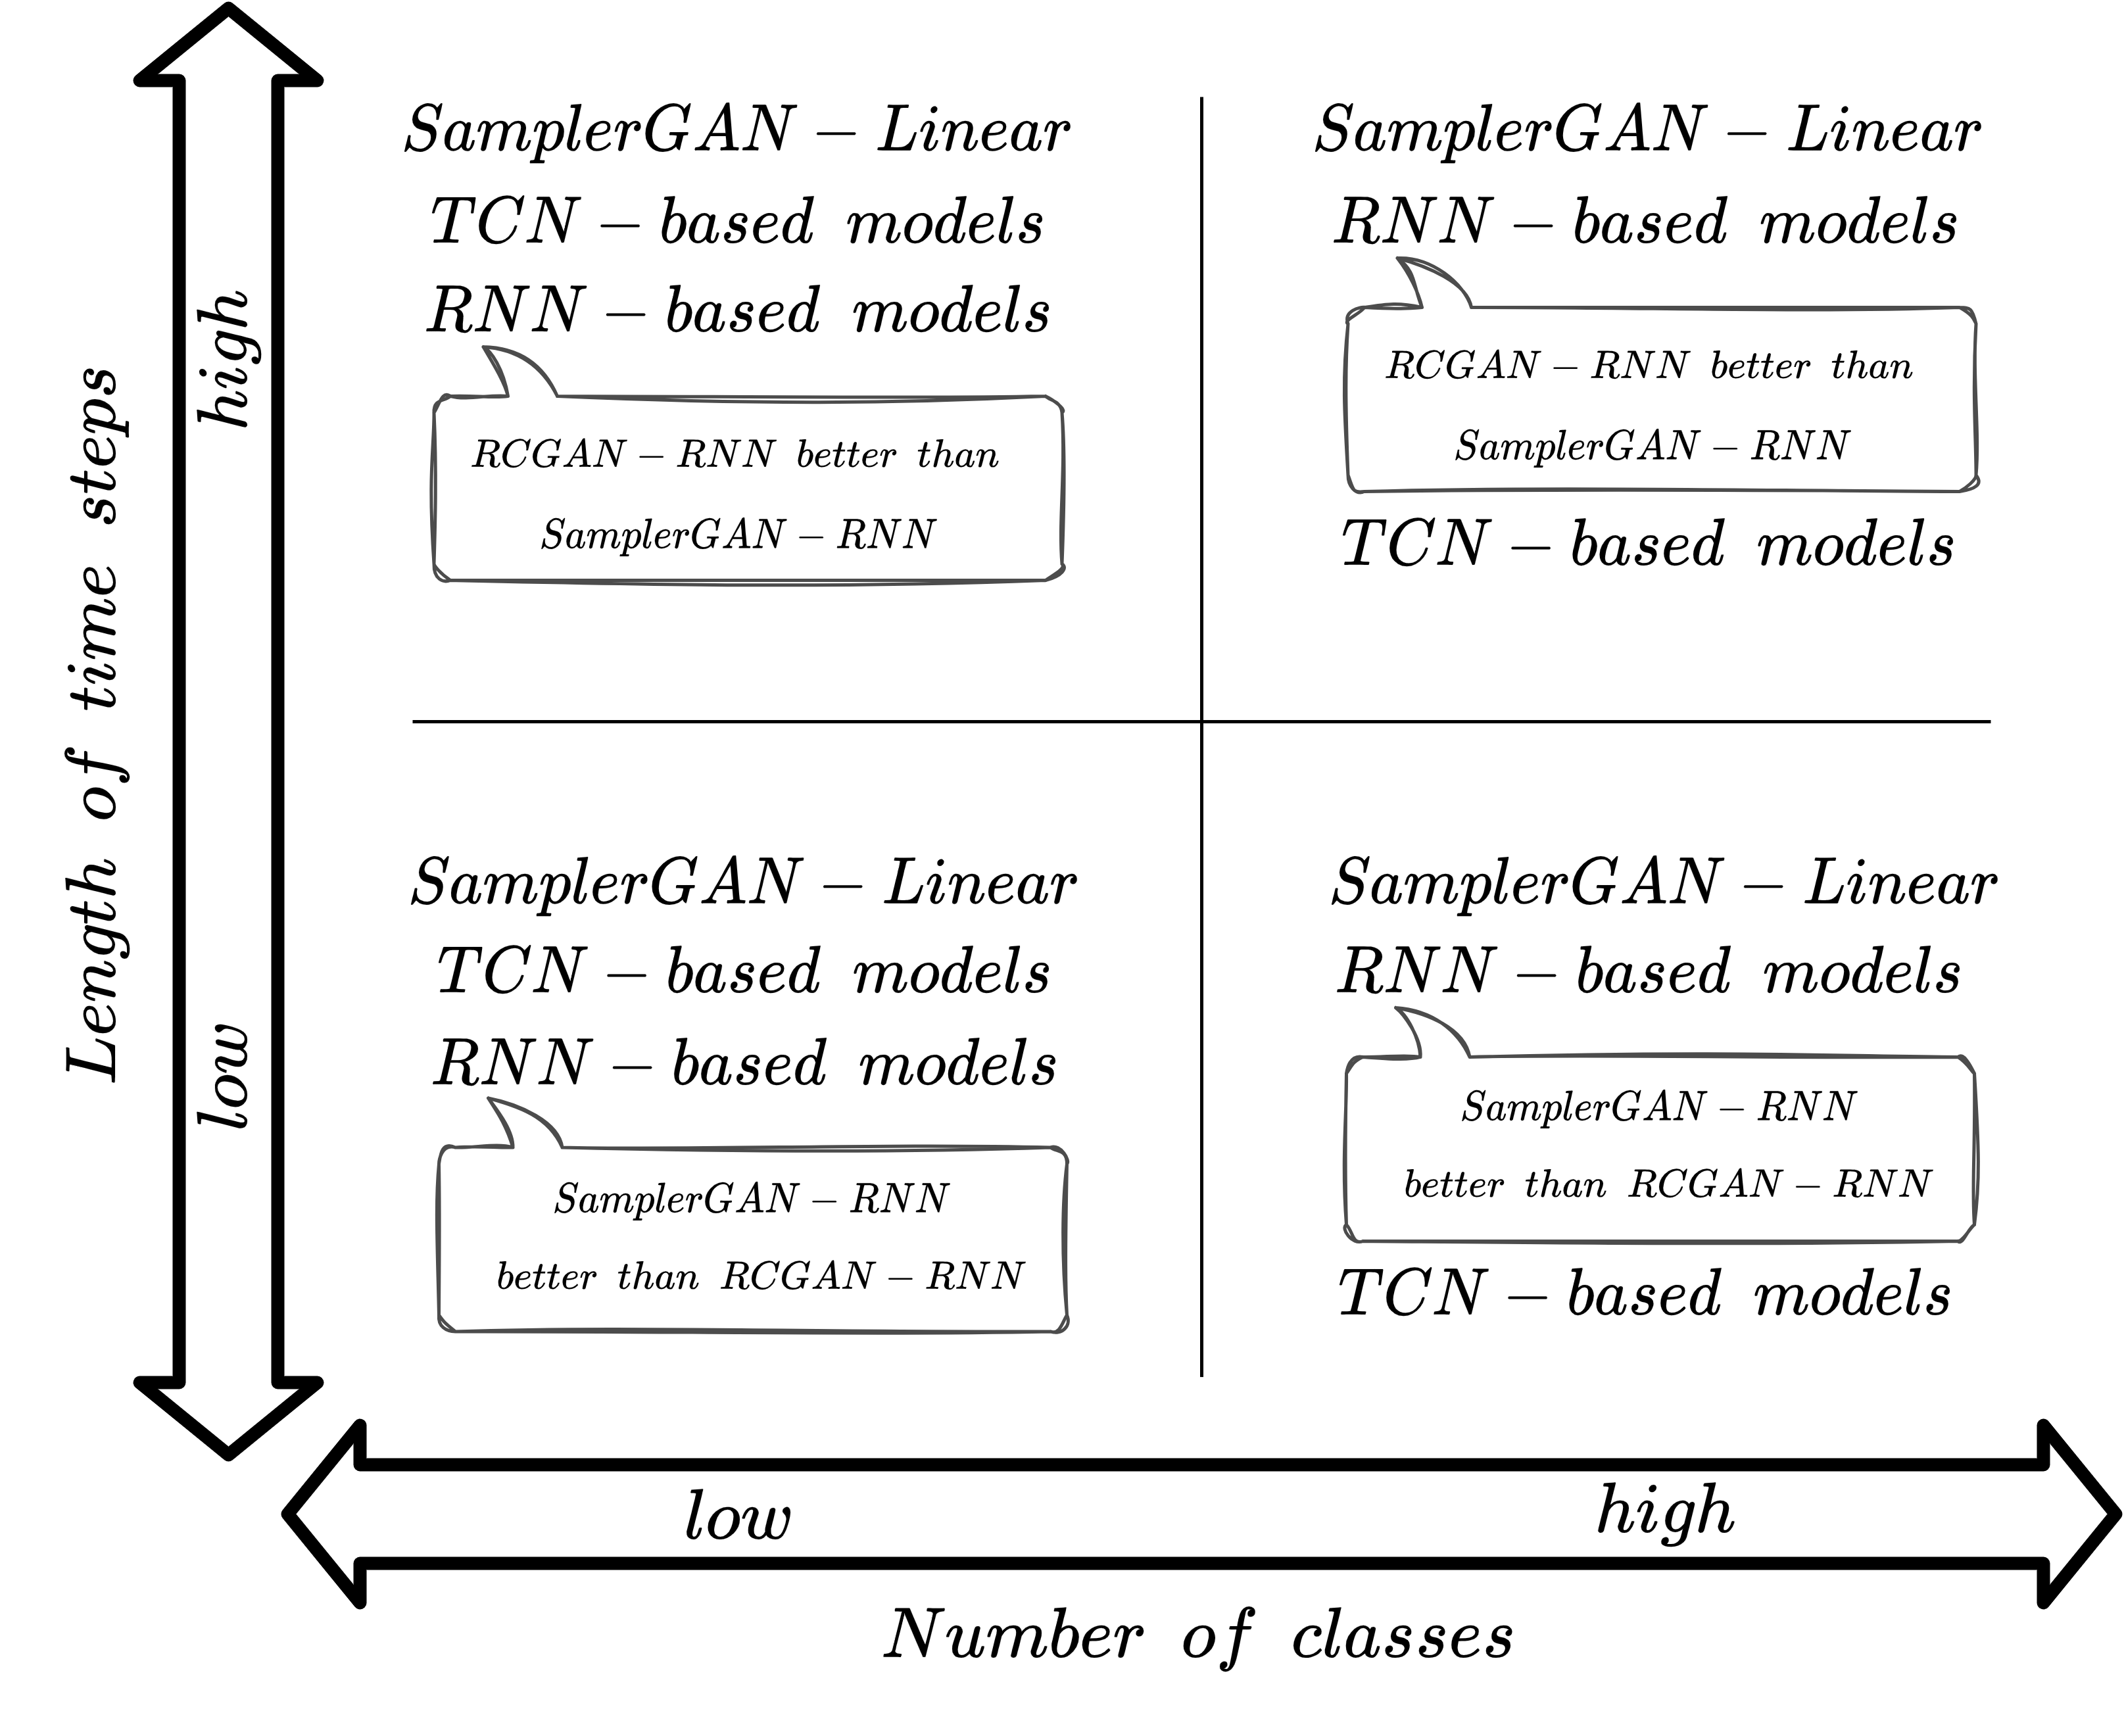 Length of time steps
high
low
SamplerGAN – Linear
TCN – based models
RNN – based models
RCGAN – RNN better than
SamplerGAN – RNN
SamplerGAN – Linear
RNN – based models
RCGAN – RNN better than
SamplerGAN – RNN
TCN – based models
SamplerGAN – Linear
TCN – based models
RNN – based models
SamplerGAN – RNN
better than RCGAN – RNN
SamplerGAN – Linear
RNN – based models
SamplerGAN – RNN
better than RCGAN – RNN
TCN – based models
low
high
Number of classes